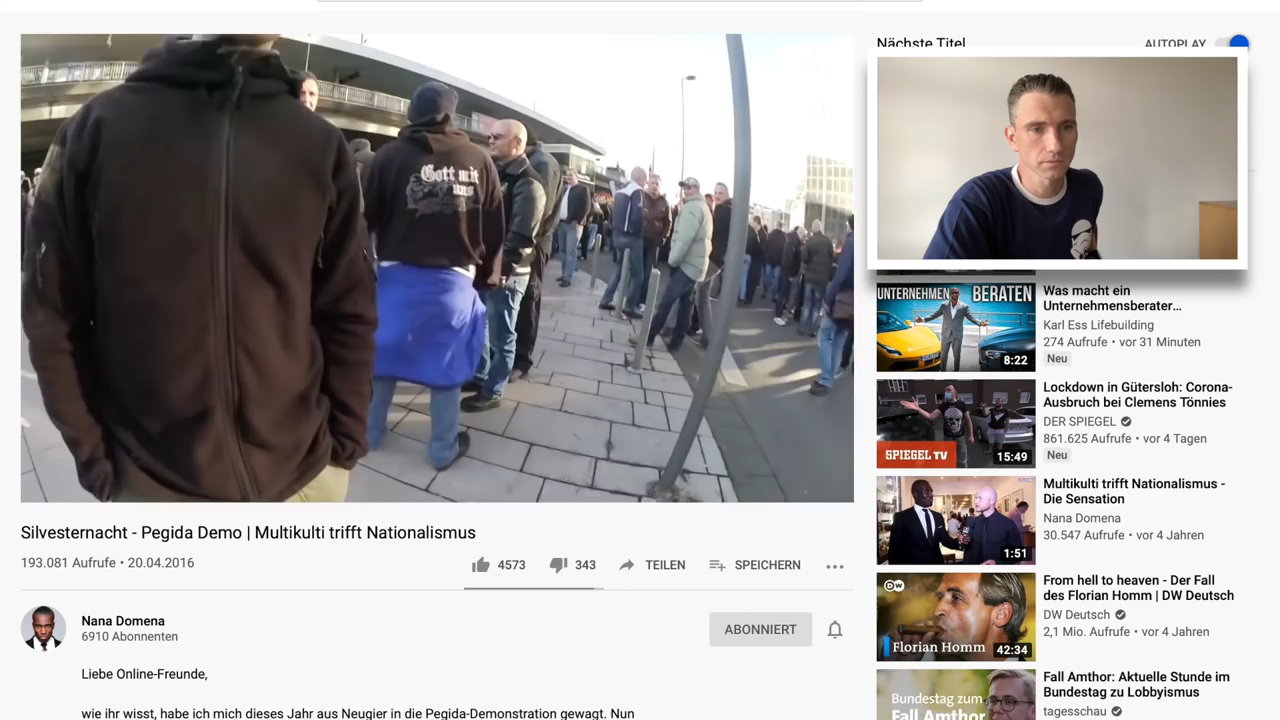 Nächste Titel
AUTOPLAY
Gott mit
uns
Silvesternacht - Pegida Demo | Multikulti trifft Nationalismus
193.081 Aufrufe • 20.04.2016
4573
343
TEILEN
SPEICHERN
Nana Domena
6910 Abonnenten
ABONNIERT
Liebe Online-Freunde,
wie ihr wisst, habe ich mich dieses Jahr aus Neugier in die Pegida-Demonstration gewagt. Nun
UNTERNEHMEN BERATEN
8:22
Was macht ein
Unternehmensberater…
Karl Ess Lifebuilding
274 Aufrufe • vor 31 Minuten
Neu
SPIEGEL TV
15:49
Lockdown in Gütersloh: Corona-
Ausbruch bei Clemens Tönnies
DER SPIEGEL
861.625 Aufrufe • vor 4 Tagen
Neu
1:51
Multikulti trifft Nationalismus -
Die Sensation
Nana Domena
30.547 Aufrufe • vor 4 Jahren
DW
Florian Homm
42:34
From hell to heaven - Der Fall
des Florian Homm | DW Deutsch
DW Deutsch
2,1 Mio. Aufrufe • vor 4 Jahren
Bundestag zum
Fall Amthor
Fall Amthor: Aktuelle Stunde im
Bundestag zu Lobbyismus
tagesschau